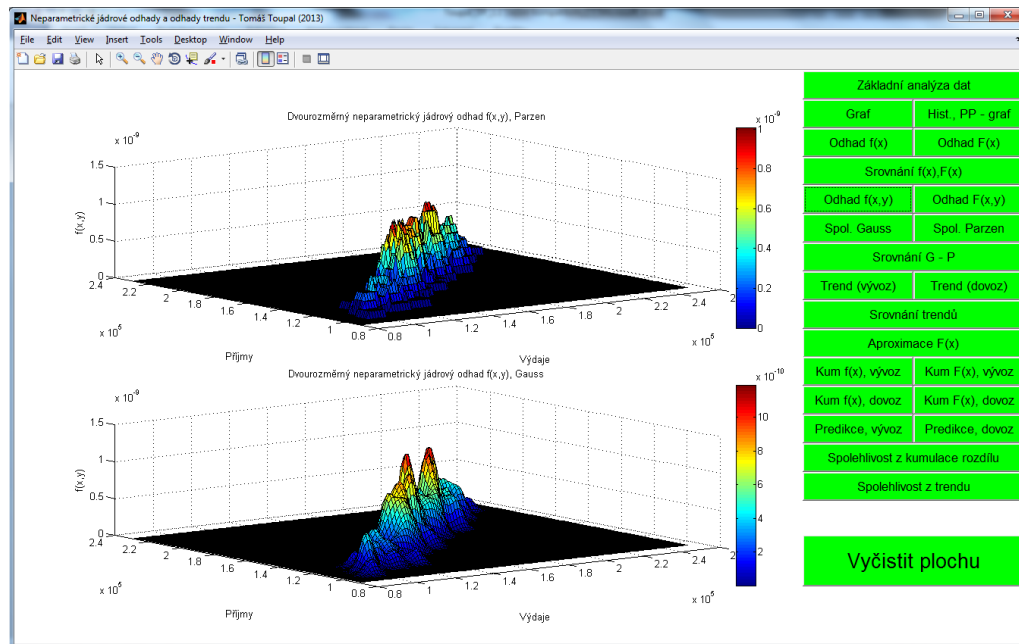 Neparametrické jádrové odhady a odhady trendu - Tomáš Toupal (2013)
File Edit View Insert Tools Desktop Window Help
Dvourozměrný neparametrický jádrový odhad f(x,y), Parzen
x 10^-9
1.5
1
0.5
0
f(x,y)
2.4 2.2 2 1.8 1.6 1.4 1.2 1 0.8
x 10^5
Příjmy
0.8 1 1.2 1.4 1.6 1.8 2 2.2 2.4
x 10^5
Výdaje
x 10^-9
1
0.8
0.6
0.4
0.2
0
Dvourozměrný neparametrický jádrový odhad f(x,y), Gauss
x 10^-9
1.5
1
0.5
0
f(x,y)
2.4 2.2 2 1.8 1.6 1.4 1.2 1 0.8
x 10^5
Příjmy
0.8 1 1.2 1.4 1.6 1.8 2 2.2 2.4
x 10^5
Výdaje
x 10^-10
10
8
6
4
2
Základní analýza dat
Graf Hist., PP - graf
Odhad f(x) Odhad F(x)
Srovnání f(x),F(x)
Odhad f(x,y) Odhad F(x,y)
Spol. Gauss Spol. Parzen
Srovnání G - P
Trend (vývoz) Trend (dovoz)
Srovnání trendů
Aproximace F(x)
Kum f(x), vývoz Kum F(x), vývoz
Kum f(x), dovoz Kum F(x), dovoz
Predikce, vývoz Predikce, dovoz
Spolehlivost z kumulace rozdílu
Spolehlivost z trendu
Vyčistit plochu